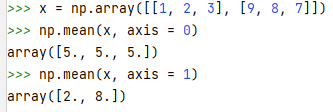 >>> x = np.array([[1, 2, 3], [9, 8, 7]])
>>> np.mean(x, axis = 0)
array([5., 5., 5.])
>>> np.mean(x, axis = 1)
array([2., 8.])